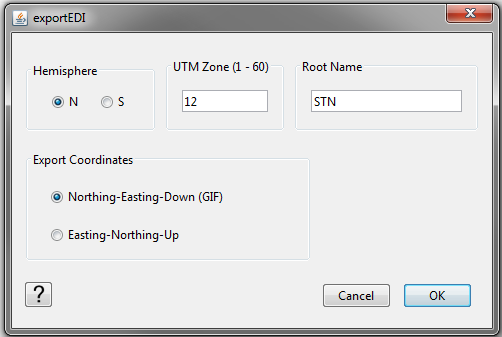 exportEDI
Hemisphere
N
S
UTM Zone (1 - 60)
12
Root Name
STN
Export Coordinates
Northing-Easting-Down (GIF)
Easting-Northing-Up
?
Cancel
OK